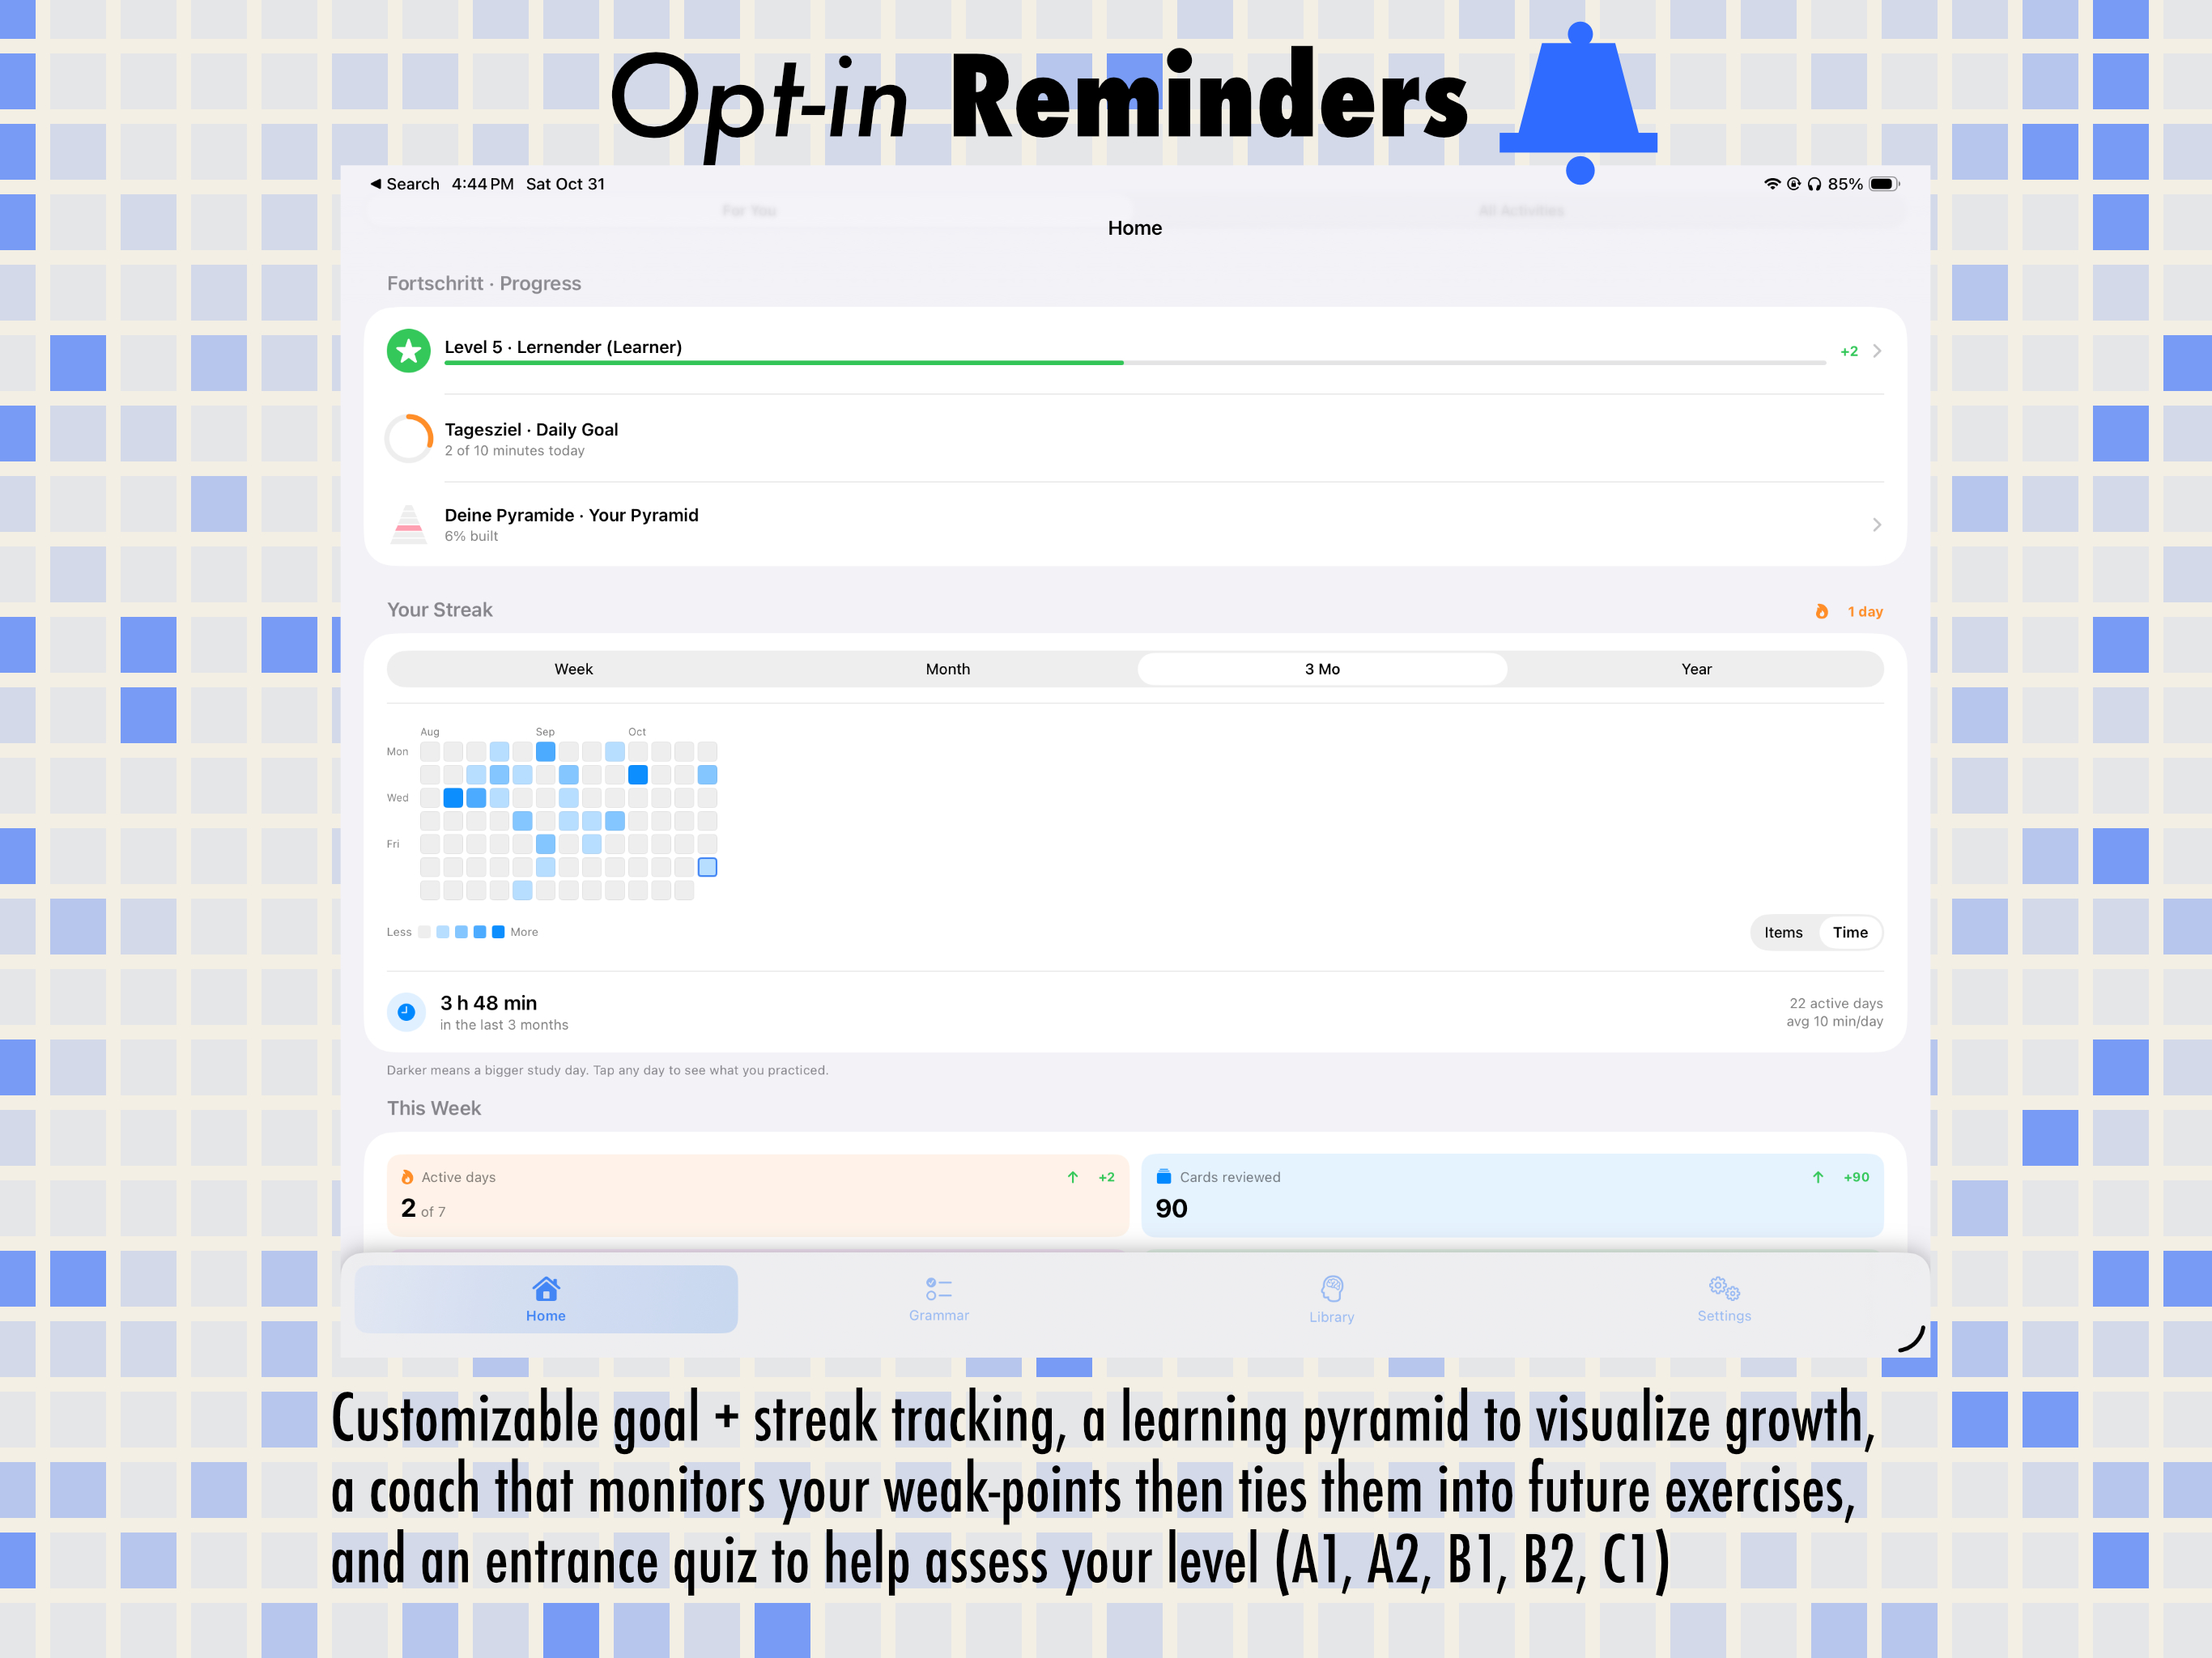 Opt-in Reminders
Search 4:44 PM Sat Oct 31
85%
For You All Activities
Home
Fortschritt · Progress
Level 5 · Lernender (Learner)
+2
Tagesziel · Daily Goal
2 of 10 minutes today
Deine Pyramide · Your Pyramid
6% built
Your Streak
1 day
Week Month 3 Mo Year
Aug Sep Oct
Mon
Wed
Fri
Less More
Items Time
3 h 48 min
in the last 3 months
22 active days
avg 10 min/day
Darker means a bigger study day. Tap any day to see what you practiced.
This Week
Active days +2
2 of 7
Cards reviewed +90
90
Home Grammar Library Settings
Customizable goal + streak tracking, a learning pyramid to visualize growth,
a coach that monitors your weak-points then ties them into future exercises,
and an entrance quiz to help assess your level (A1, A2, B1, B2, C1)